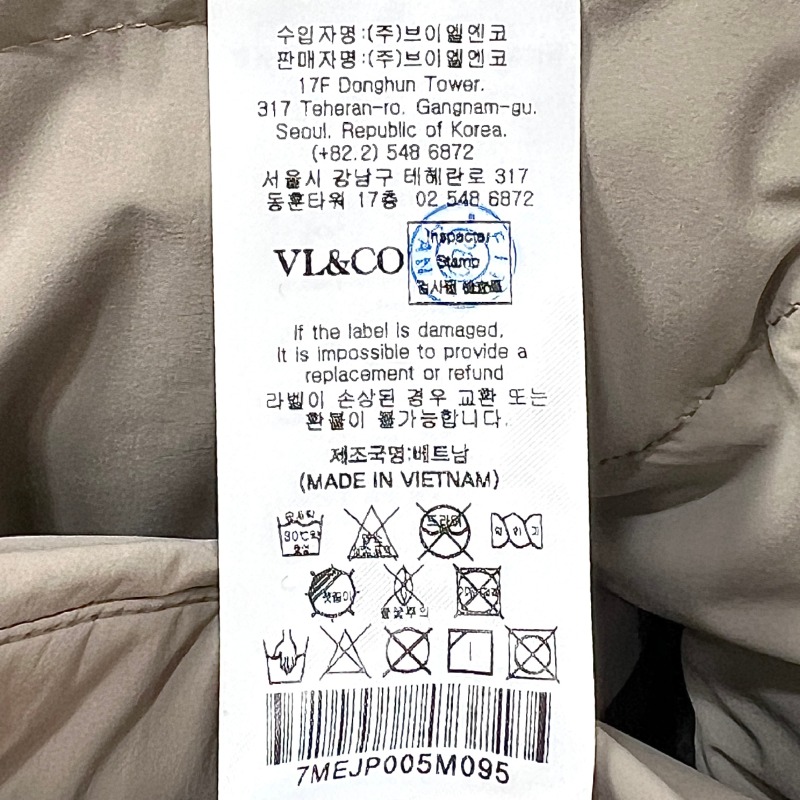 수입자명:(주)브이엘엔코
판매자명:(주)브이엘엔코
17F Donghun Tower.
317 Teheran-ro. Gangnam-gu.
Seoul. Republic of Korea.
(+82.2) 548 6872
서울시 강남구 테헤란로 317
동훈타워 17층 02 548 6872
VL&CO
Inspector
Stamp
If the label is damaged,
it is impossible to provide a
replacement or refund
라벨이 손상된 경우 교환 또는
환불이 불가능합니다.
제조국명:베트남
(MADE IN VIETNAM)
30℃
드라이
7MEJP005M095